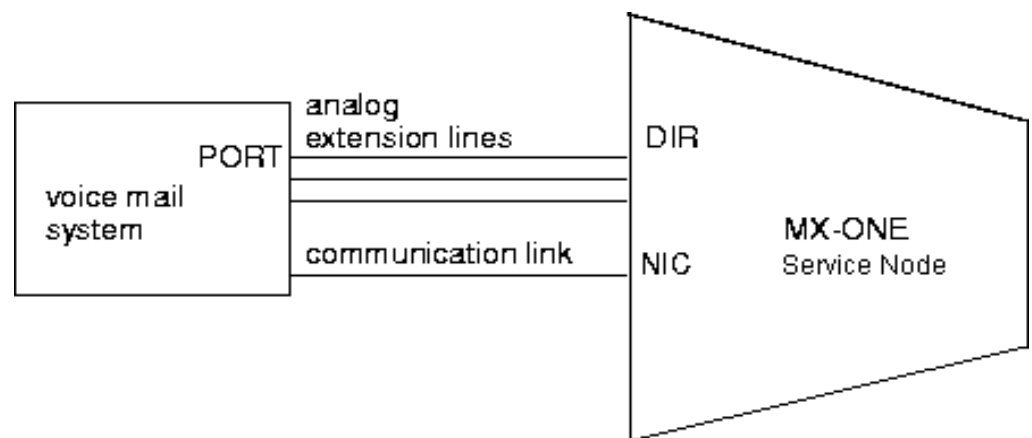 analog
extension lines
PORT
DIR
voice mail
system
communication link
NIC
MX-ONE
Service Node